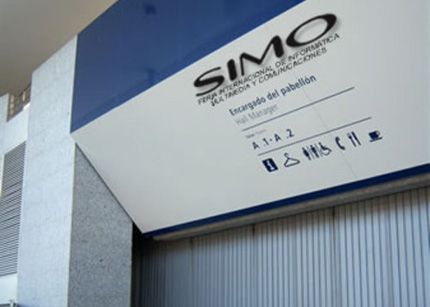 SIMO
FERIA INTERNACIONAL DE INFORMÁTICA
MULTIMEDIA Y COMUNICACIONES
Encargado del pabellón
Hall Manager
A.1-A.2